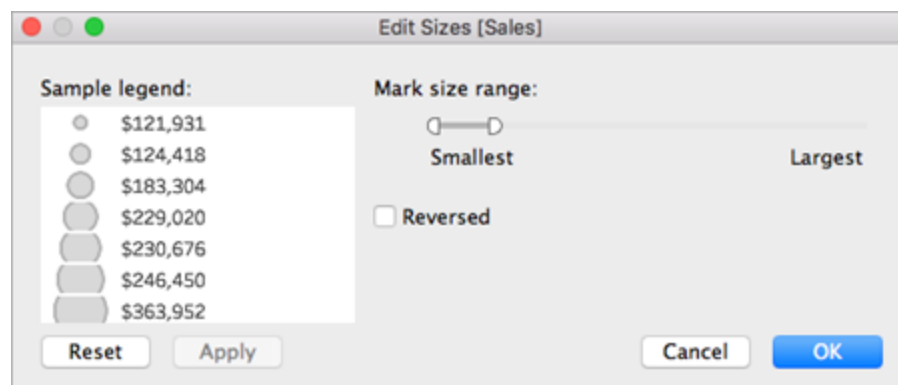 Edit Sizes [Sales]
Sample legend:
$121,931
$124,418
$183,304
$229,020
$230,676
$246,450
$363,952
Mark size range:
Smallest Largest
Reversed
Reset Apply Cancel OK